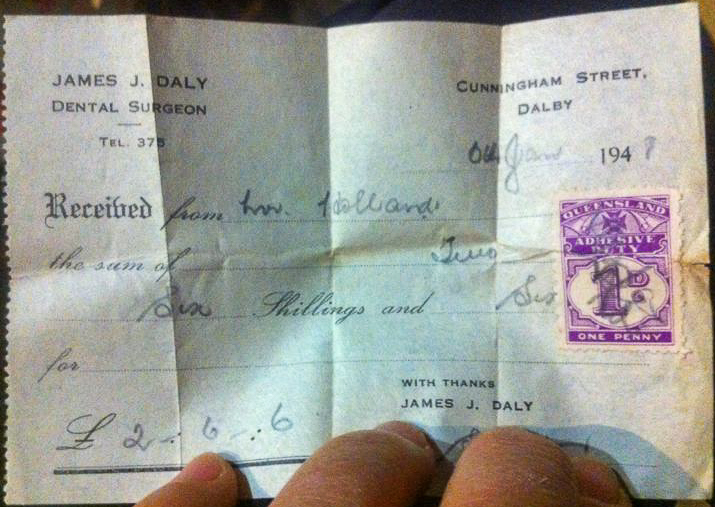 JAMES J. DALY
DENTAL SURGEON
TEL. 375
CUNNINGHAM STREET,
DALBY
194
Received from Holland
the sum of Two
Six Shillings and Six
for
WITH THANKS
JAMES J. DALY
£ 2-:6-:6
QUEENSLAND
ADHESIVE
DUTY
1D
ONE PENNY